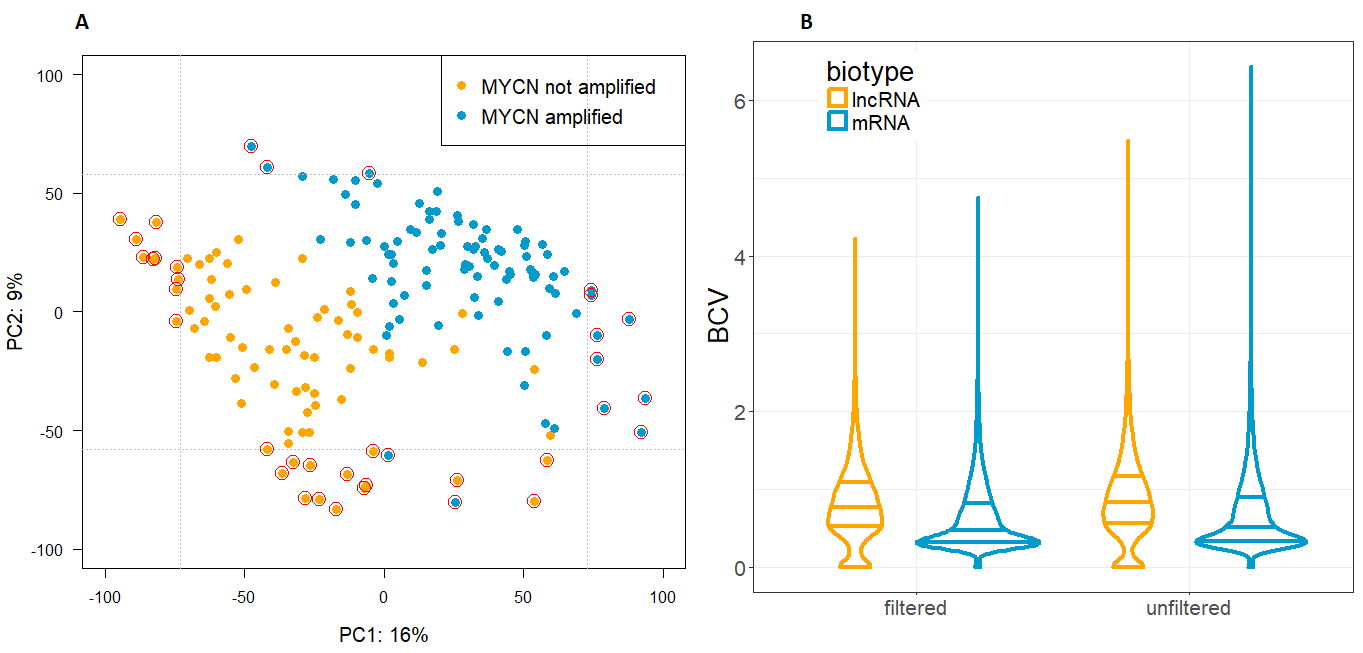 A
MYCN not amplified
MYCN amplified
100
50
0
-50
-100
-100
-50
0
50
100
PC2: 9%
PC1: 16%
B
biotype
lncRNA
mRNA
6
4
2
0
BCV
filtered
unfiltered